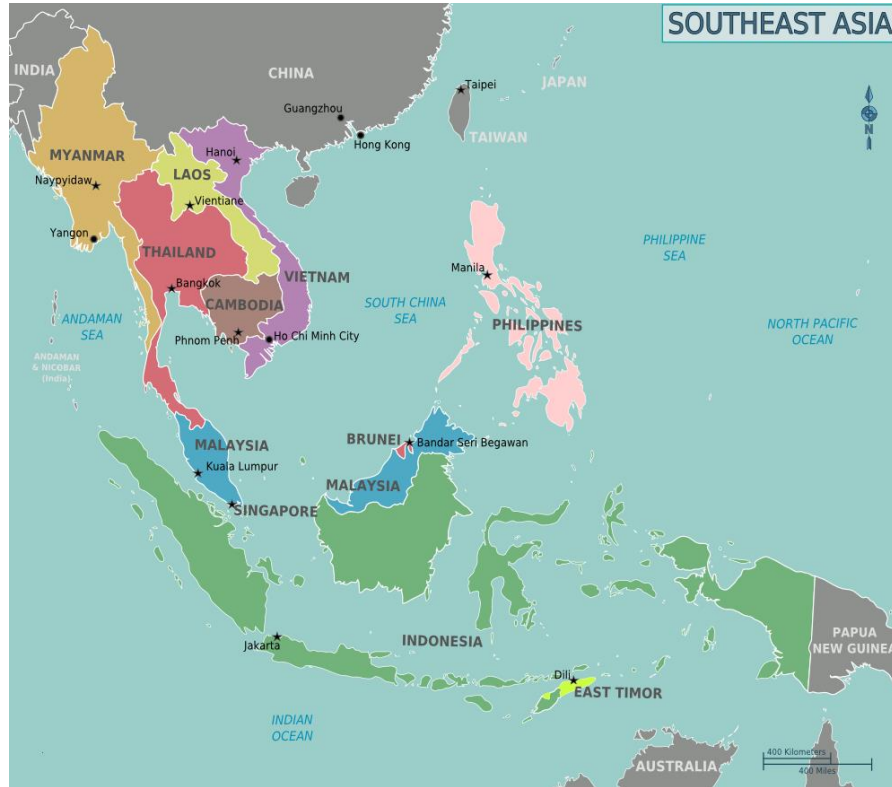 SOUTHEAST ASIA
INDIA
CHINA
JAPAN
Taipei
Guangzhou
TAIWAN
N
Hong Kong
MYANMAR
Hanoi
LAOS
Naypyidaw
Vientiane
Yangon
THAILAND
PHILIPPINE
SEA
Manila
VIETNAM
Bangkok
CAMBODIA
SOUTH CHINA
SEA
ANDAMAN
SEA
PHILIPPINES
NORTH PACIFIC
OCEAN
Phnom Penh
Ho Chi Minh City
ANDAMAN
& NICOBAR
(India)
MALAYSIA
BRUNEI
Bandar Seri Begawan
Kuala Lumpur
MALAYSIA
SINGAPORE
INDONESIA
Jakarta
PAPUA
NEW GUINEA
Dili
EAST TIMOR
INDIAN
OCEAN
AUSTRALIA
400 Kilometers
400 Miles